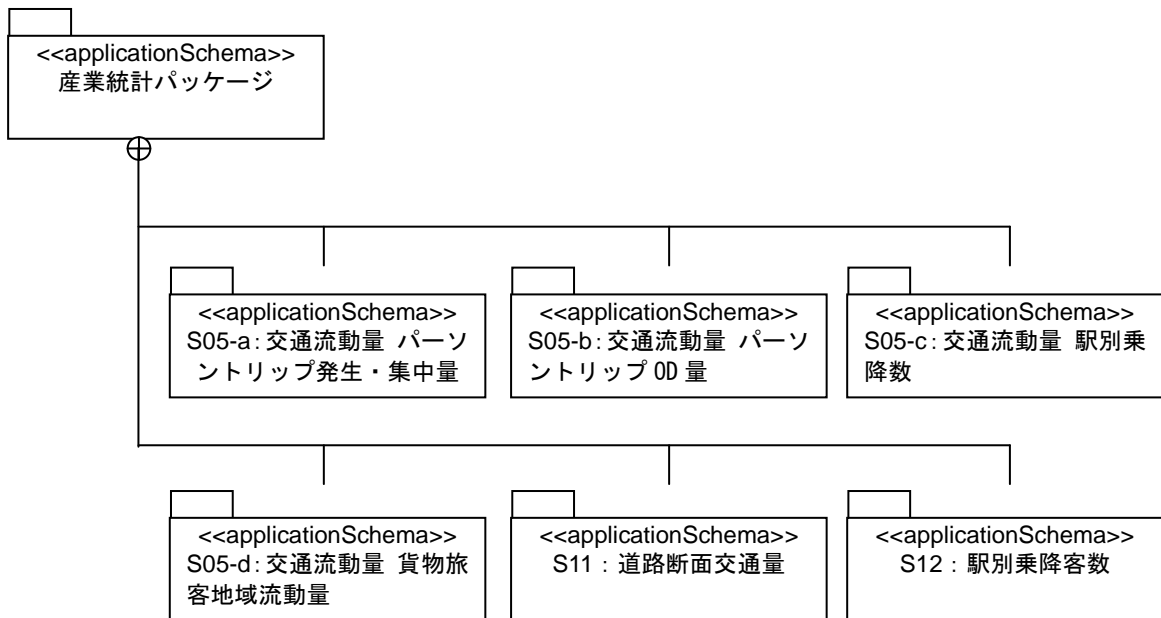 <<applicationSchema>>
産業統計パッケージ
<<applicationSchema>>
S05-a:交通流動量 パーソ
ントリップ発生・集中量
<<applicationSchema>>
S05-b:交通流動量 パーソ
ントリップ OD 量
<<applicationSchema>>
S05-c:交通流動量 駅別乗
降数
<<applicationSchema>>
S05-d:交通流動量 貨物旅
客地域流動量
<<applicationSchema>>
S11：道路断面交通量
<<applicationSchema>>
S12：駅別乗降客数